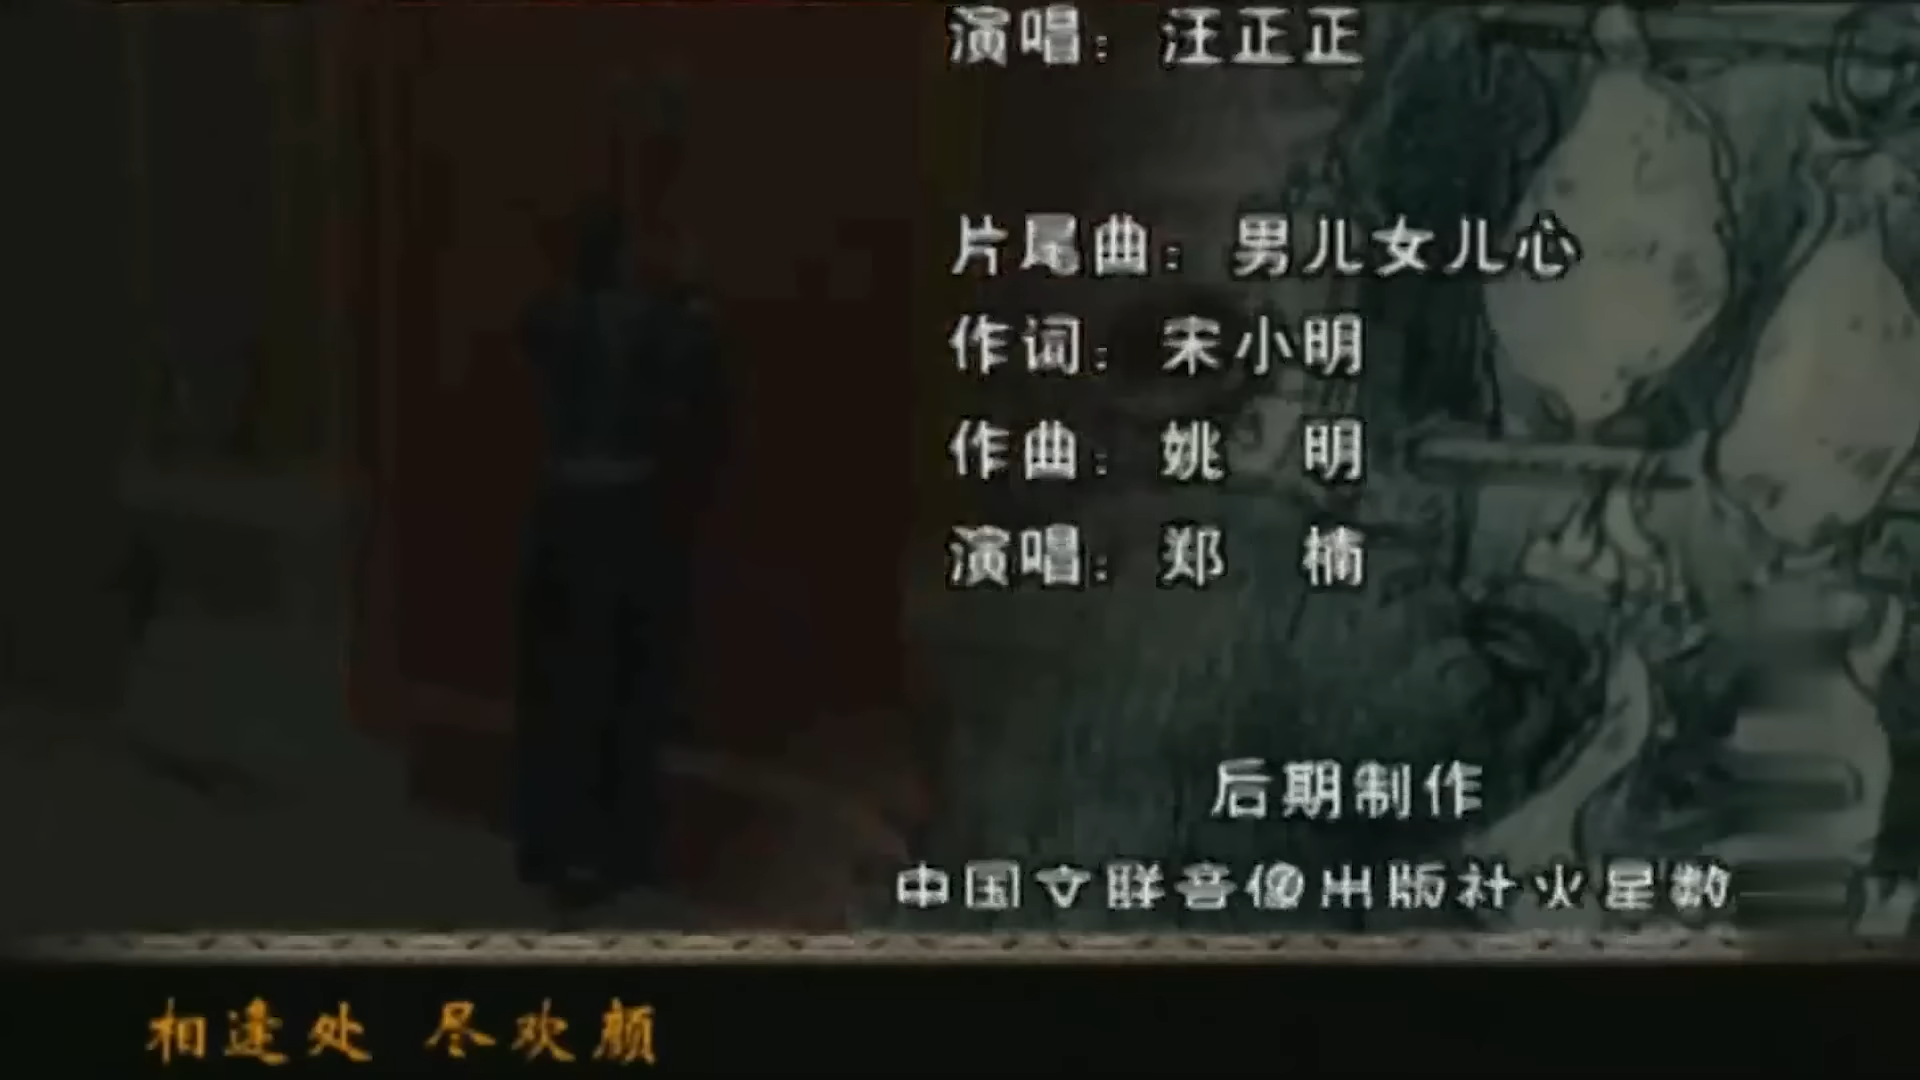 演唱：汪正正
片尾曲：男儿女儿心
作词：宋小明
作曲：姚　明
演唱：郑　楠
后期制作
中国文联音像出版社火星数
相逢处 尽欢颜